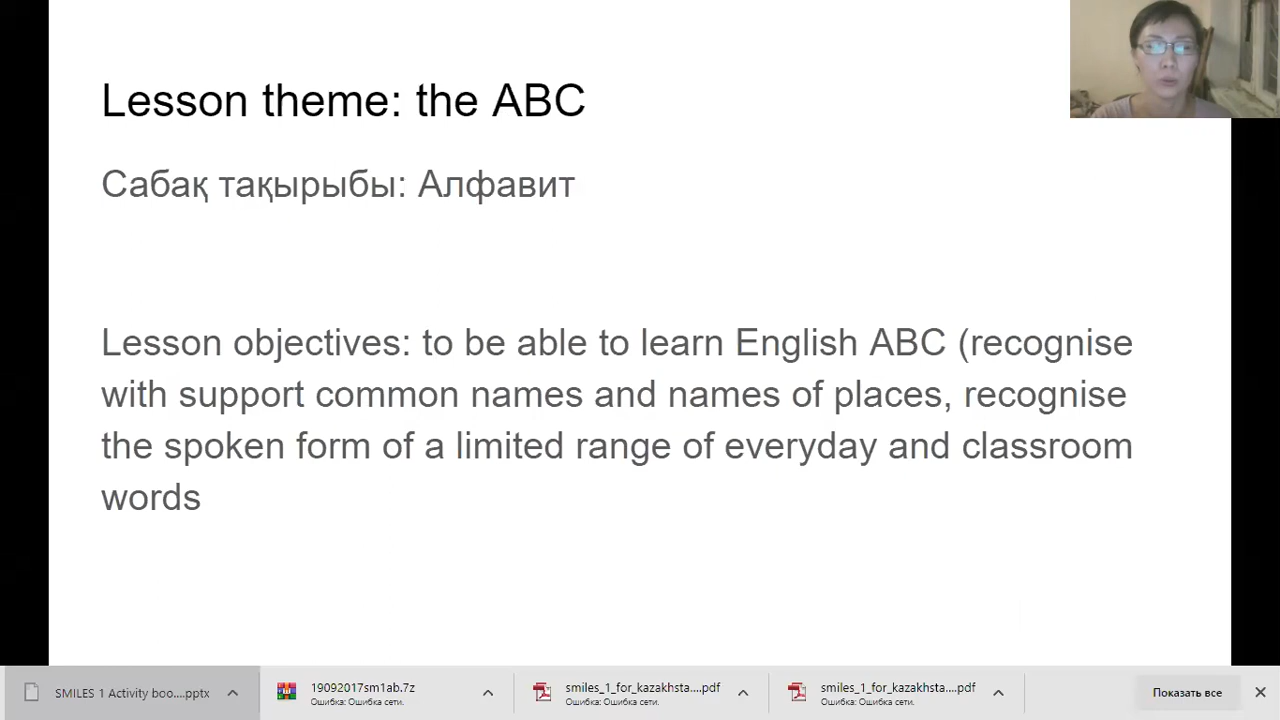 Lesson theme: the ABC
Сабақ тақырыбы: Алфавит
Lesson objectives: to be able to learn English ABC (recognise
with support common names and names of places, recognise
the spoken form of a limited range of everyday and classroom
words
SMILES 1 Activity boo....pptx
19092017sm1ab.7z
Ошибка: Ошибка сети.
smiles_1_for_kazakhsta....pdf
Ошибка: Ошибка сети.
smiles_1_for_kazakhsta....pdf
Ошибка: Ошибка сети.
Показать все